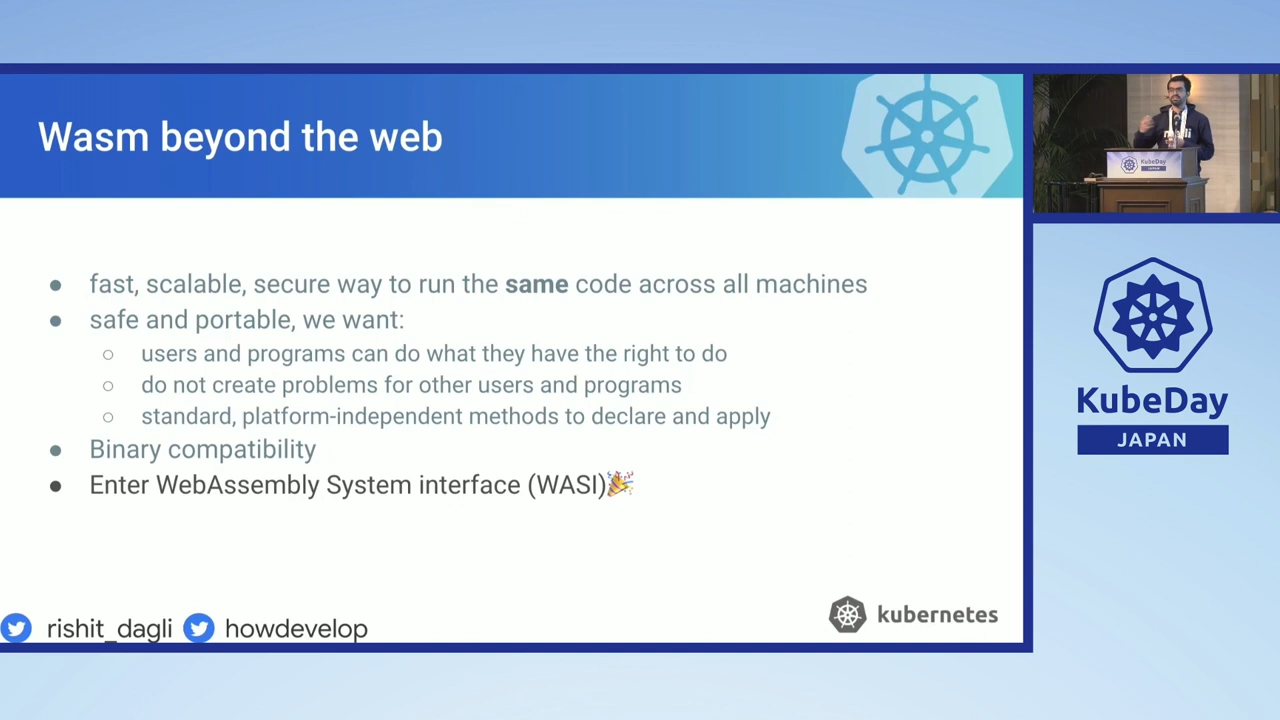 Wasm beyond the web
fast, scalable, secure way to run the same code across all machines
safe and portable, we want:
users and programs can do what they have the right to do
do not create problems for other users and programs
standard, platform-independent methods to declare and apply
Binary compatibility
Enter WebAssembly System interface (WASI)🎉
rishit_dagli howdevelop
kubernetes
KubeDay
JAPAN
KubeDay
JAPAN